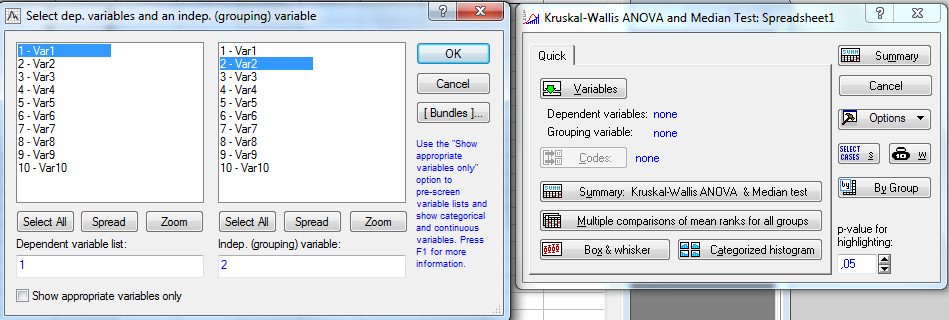 Select dep. variables and an indep. (grouping) variable
1 - Var1
2 - Var2
3 - Var3
4 - Var4
5 - Var5
6 - Var6
7 - Var7
8 - Var8
9 - Var9
10 - Var10
1 - Var1
2 - Var2
3 - Var3
4 - Var4
5 - Var5
6 - Var6
7 - Var7
8 - Var8
9 - Var9
10 - Var10
OK
Cancel
[ Bundles ]...
Use the "Show
appropriate
variables only"
option to
pre-screen
variable lists and
show categorical
and continuous
variables. Press
F1 for more
information.
Select All
Spread
Zoom
Select All
Spread
Zoom
Dependent variable list:
Indep. (grouping) variable:
1
2
Show appropriate variables only
Kruskal-Wallis ANOVA and Median Test: Spreadsheet1
Quick
Variables
Dependent variables: none
Grouping variable: none
Codes: none
Summary: Kruskal-Wallis ANOVA & Median test
Multiple comparisons of mean ranks for all groups
Box & whisker
Categorized histogram
Summary
Cancel
Options
SELECT
CASES
S
W
By Group
p-value for
highlighting:
,05